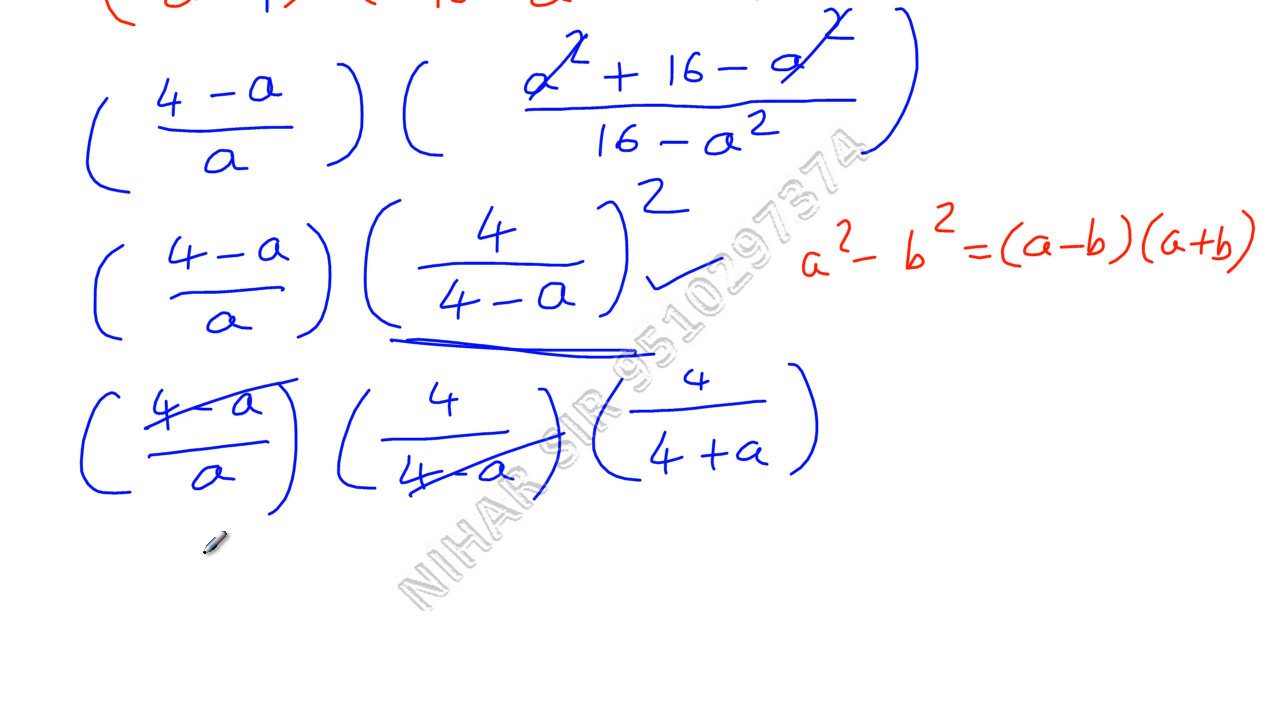 ( (4 - a)/a ) ( (a² + 16 - a²)/(16 - a²) )
( (4 - a)/a ) ( 4/(4 - a) )²
a² - b² = (a - b)(a + b)
( (4 - a)/a ) ( 4/(4 - a) ) ( 4/(4 + a) )
NIHAR SIR 9510297374